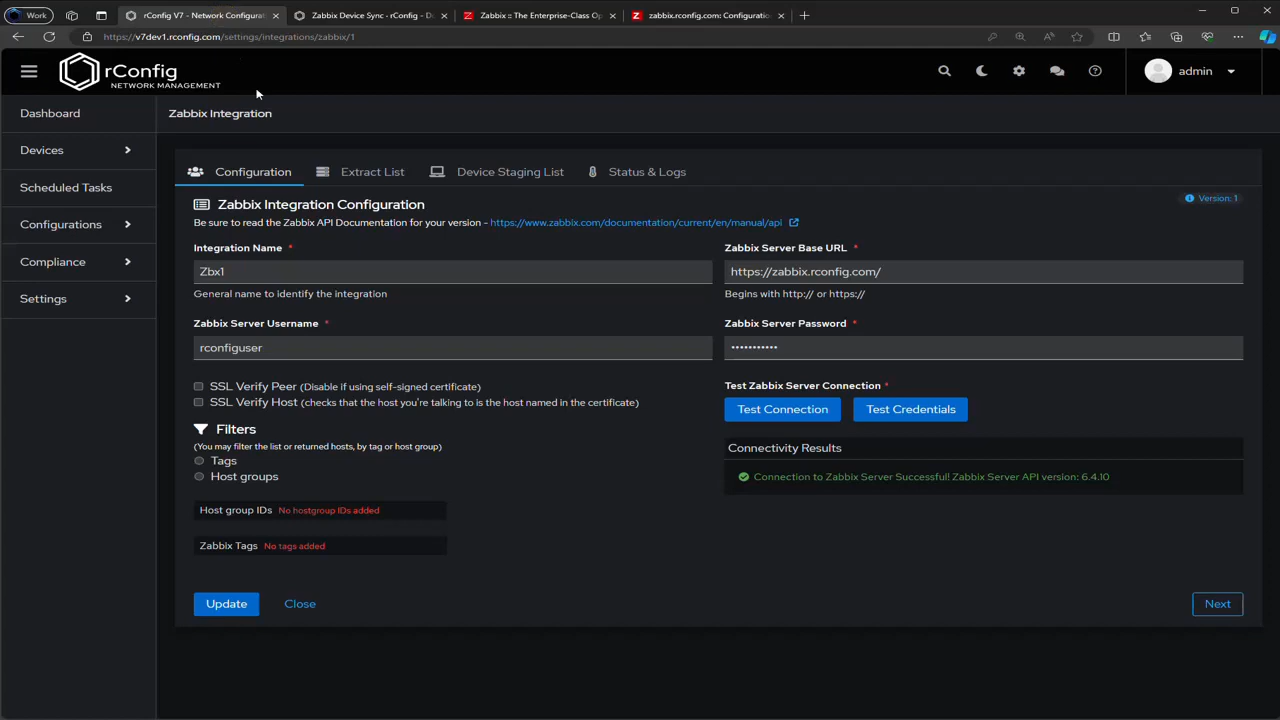 Work
rConfig V7 - Network Configurat
Zabbix Device Sync - rConfig - D
Zabbix :: The Enterprise-Class Op
zabbix.rconfig.com: Configuration
https://v7dev1.rconfig.com/settings/integrations/zabbix/1
rConfig
NETWORK MANAGEMENT
admin
Dashboard
Devices
Scheduled Tasks
Configurations
Compliance
Settings
Zabbix Integration
Configuration
Extract List
Device Staging List
Status & Logs
Zabbix Integration Configuration
Version: 1
Be sure to read the Zabbix API Documentation for your version - https://www.zabbix.com/documentation/current/en/manual/api
Integration Name *
Zbx1
General name to identify the integration
Zabbix Server Base URL *
https://zabbix.rconfig.com/
Begins with http:// or https://
Zabbix Server Username *
rconfiguser
Zabbix Server Password *
•••••••••••
SSL Verify Peer (Disable if using self-signed certificate)
SSL Verify Host (checks that the host you're talking to is the host named in the certificate)
Test Zabbix Server Connection *
Test Connection
Test Credentials
Filters
(You may filter the list or returned hosts, by tag or host group)
Tags
Host groups
Connectivity Results
Connection to Zabbix Server Successful! Zabbix Server API version: 6.4.10
Host group IDs No hostgroup IDs added
Zabbix Tags No tags added
Update
Close
Next